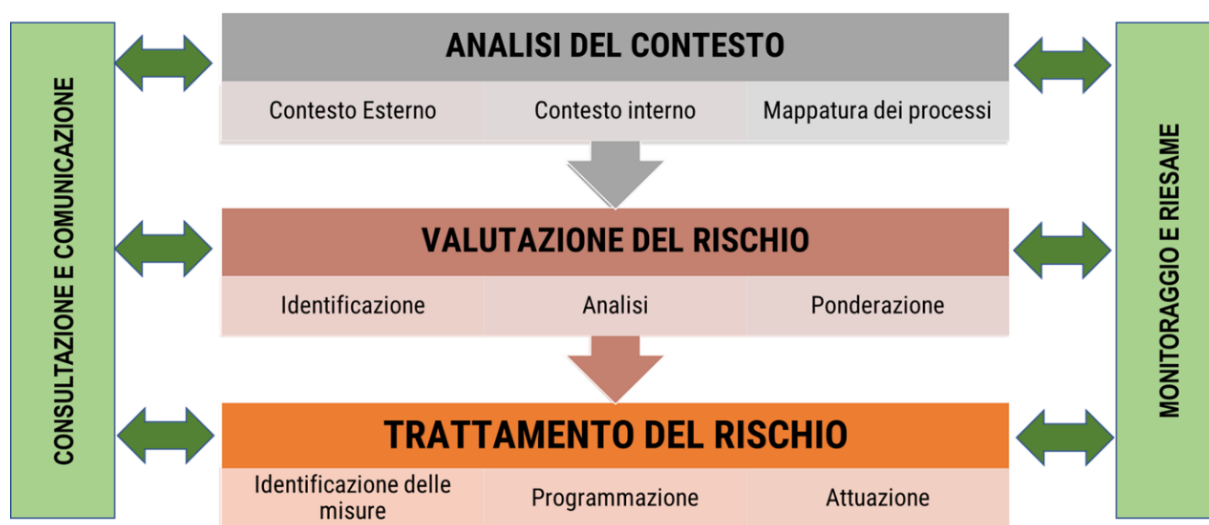 CONSULTAZIONE E COMUNICAZIONE
ANALISI DEL CONTESTO
Contesto Esterno
Contesto interno
Mappatura dei processi
VALUTAZIONE DEL RISCHIO
Identificazione
Analisi
Ponderazione
TRATTAMENTO DEL RISCHIO
Identificazione delle
misure
Programmazione
Attuazione
MONITORAGGIO E RIESAME